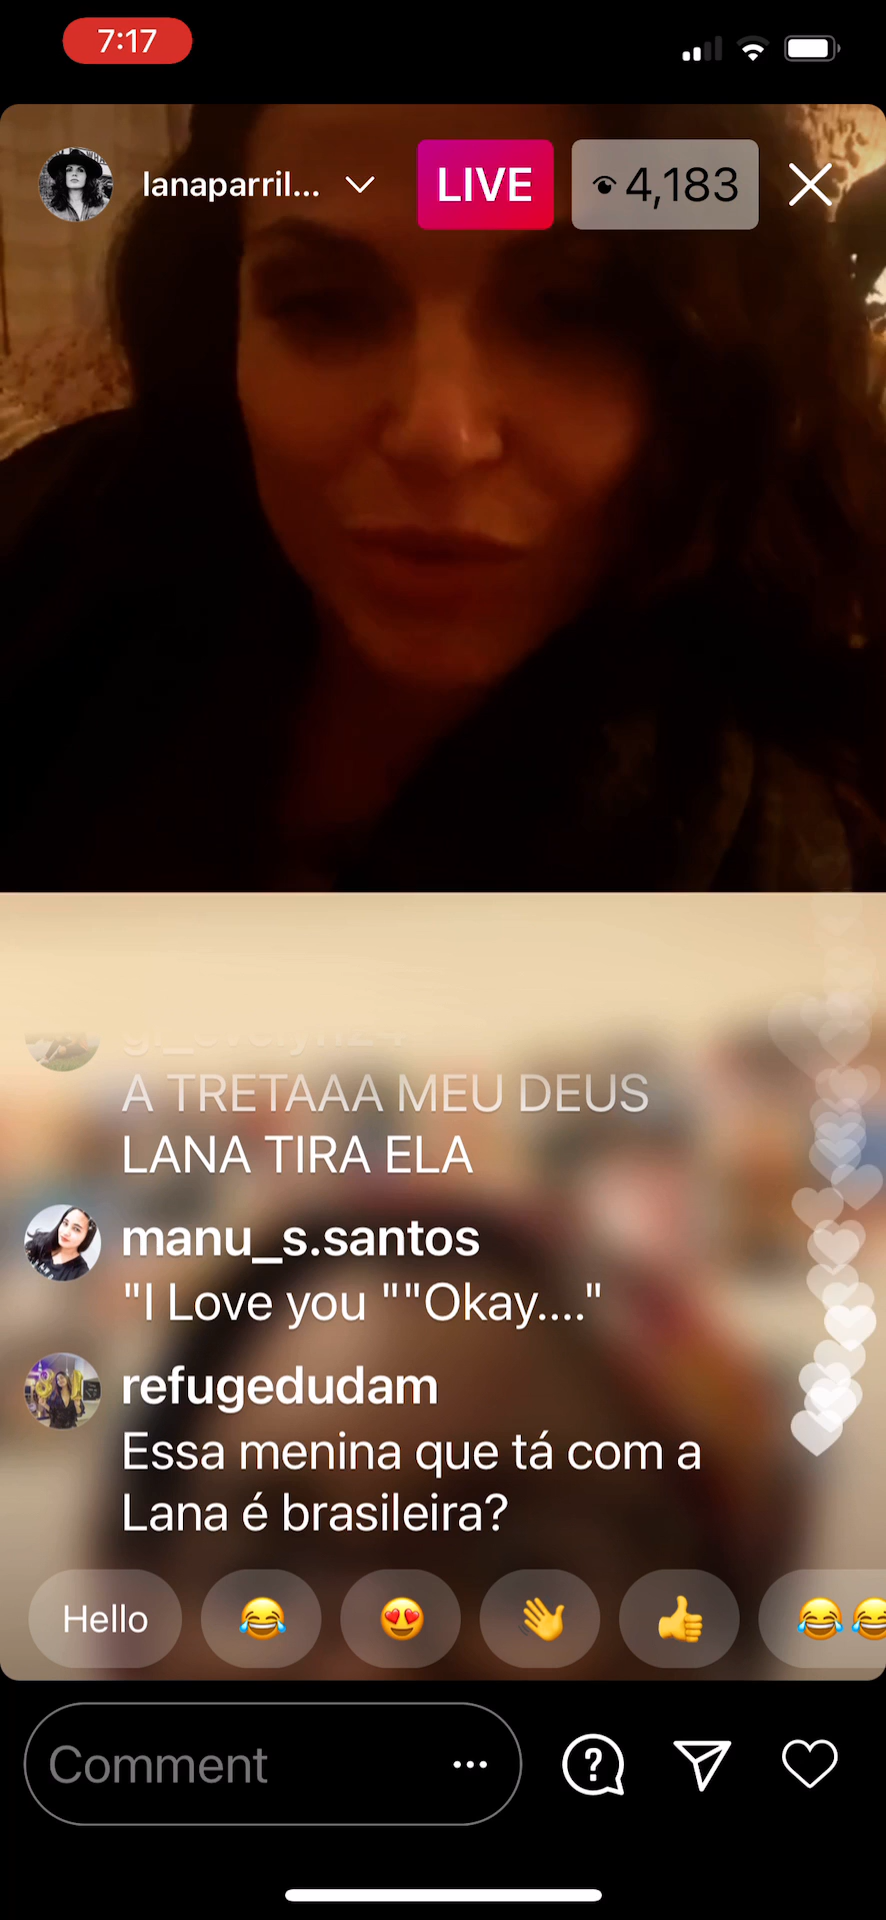 7:17
lanaparril...
LIVE
4,183
A TRETAAA MEU DEUS
LANA TIRA ELA
manu_s.santos
"I Love you ""Okay...."
refugedudam
Essa menina que tá com a
Lana é brasileira?
Hello
Comment